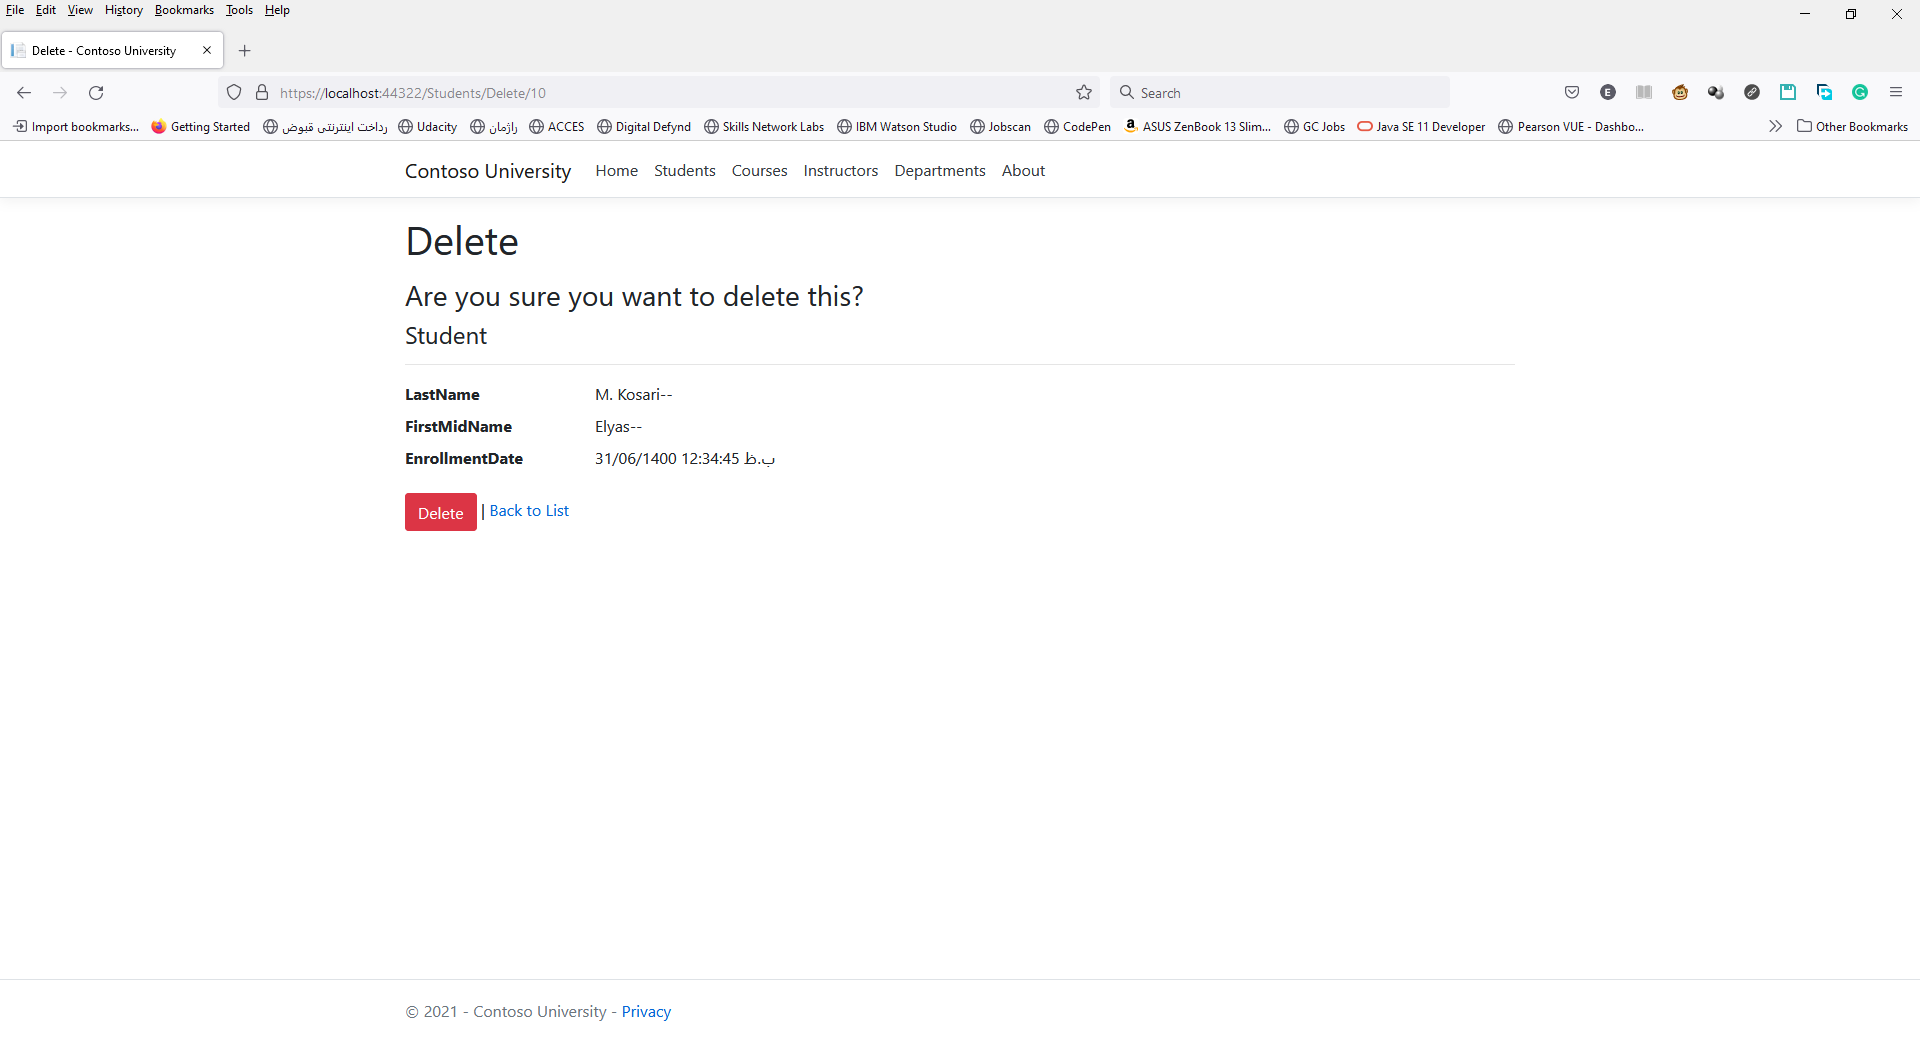 File Edit View History Bookmarks Tools Help
Delete - Contoso University
https://localhost:44322/Students/Delete/10
Search
E
Import bookmarks... Getting Started رداخت اینترنتی قبوض Udacity راژمان ACCES Digital Defynd Skills Network Labs IBM Watson Studio Jobscan CodePen ASUS ZenBook 13 Slim... GC Jobs Java SE 11 Developer Pearson VUE - Dashbo... Other Bookmarks
Contoso University Home Students Courses Instructors Departments About
Delete
Are you sure you want to delete this?
Student
LastName M. Kosari--
FirstMidName Elyas--
EnrollmentDate 31/06/1400 12:34:45 ب.ظ
Delete | Back to List
© 2021 - Contoso University - Privacy